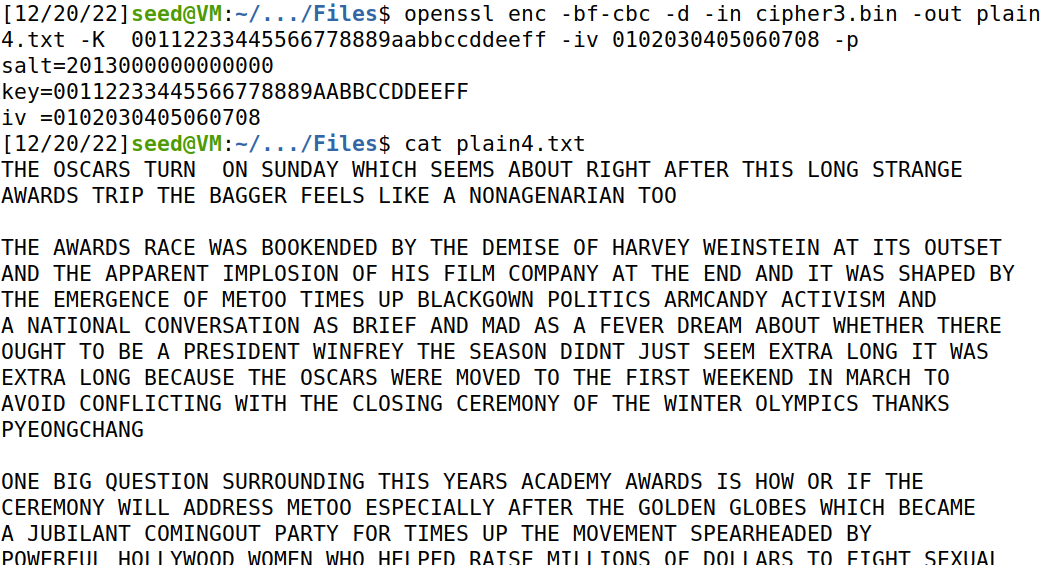 [12/20/22]seed@VM:~/.../Files$ openssl enc -bf-cbc -d -in cipher3.bin -out plain
4.txt -K  00112233445566778889aabbccddeeff -iv 0102030405060708 -p
salt=2013000000000000
key=00112233445566778889AABBCCDDEEFF
iv =0102030405060708
[12/20/22]seed@VM:~/.../Files$ cat plain4.txt
THE OSCARS TURN  ON SUNDAY WHICH SEEMS ABOUT RIGHT AFTER THIS LONG STRANGE
AWARDS TRIP THE BAGGER FEELS LIKE A NONAGENARIAN TOO

THE AWARDS RACE WAS BOOKENDED BY THE DEMISE OF HARVEY WEINSTEIN AT ITS OUTSET
AND THE APPARENT IMPLOSION OF HIS FILM COMPANY AT THE END AND IT WAS SHAPED BY
THE EMERGENCE OF METOO TIMES UP BLACKGOWN POLITICS ARMCANDY ACTIVISM AND
A NATIONAL CONVERSATION AS BRIEF AND MAD AS A FEVER DREAM ABOUT WHETHER THERE
OUGHT TO BE A PRESIDENT WINFREY THE SEASON DIDNT JUST SEEM EXTRA LONG IT WAS
EXTRA LONG BECAUSE THE OSCARS WERE MOVED TO THE FIRST WEEKEND IN MARCH TO
AVOID CONFLICTING WITH THE CLOSING CEREMONY OF THE WINTER OLYMPICS THANKS
PYEONGCHANG

ONE BIG QUESTION SURROUNDING THIS YEARS ACADEMY AWARDS IS HOW OR IF THE
CEREMONY WILL ADDRESS METOO ESPECIALLY AFTER THE GOLDEN GLOBES WHICH BECAME
A JUBILANT COMINGOUT PARTY FOR TIMES UP THE MOVEMENT SPEARHEADED BY
POWERFUL HOLLYWOOD WOMEN WHO HELPED RAISE MILLIONS OF DOLLARS TO FIGHT SEXUAL